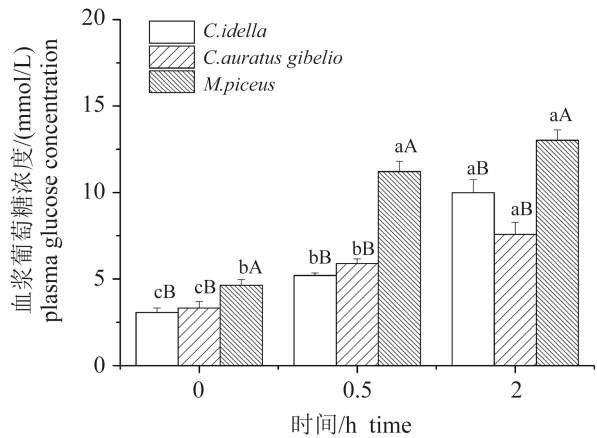 20
15
10
5
0
血浆葡萄糖浓度/(mmol/L)
plasma glucose concentration
C.idella
C.auratus gibelio
M.piceus
cB
cB
bA
bB
bB
aA
aB
aB
aA
0
0.5
2
时间/h time